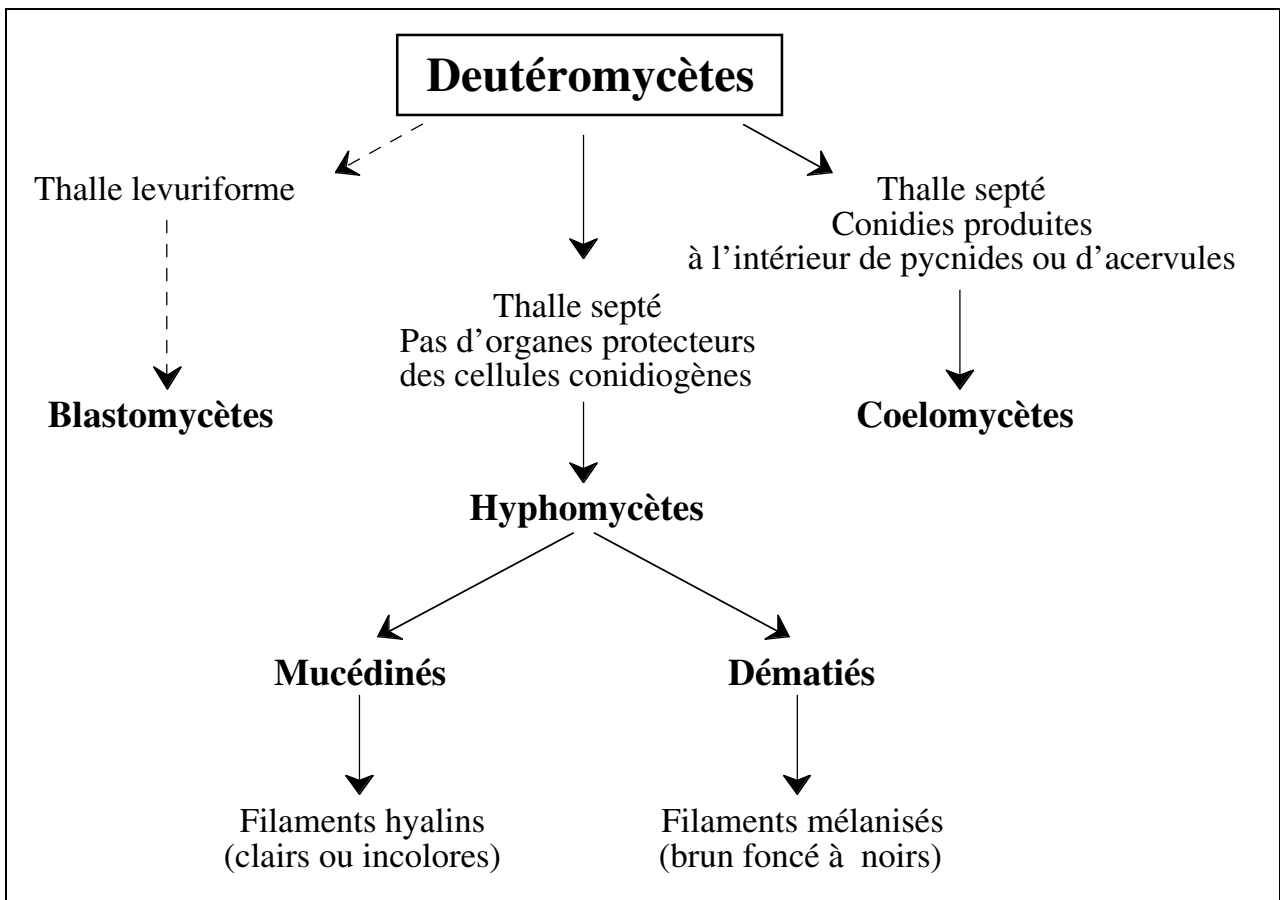 Deutéromycètes
Thalle levuriforme
Blastomycètes
Thalle septé
Pas d’organes protecteurs
des cellules conidiogènes
Hyphomycètes
Thalle septé
Conidies produites
à l’intérieur de pycnides ou d’acervules
Coelomycètes
Mucédinés
Filaments hyalins
(clairs ou incolores)
Dématiés
Filaments mélanisés
(brun foncé à noirs)